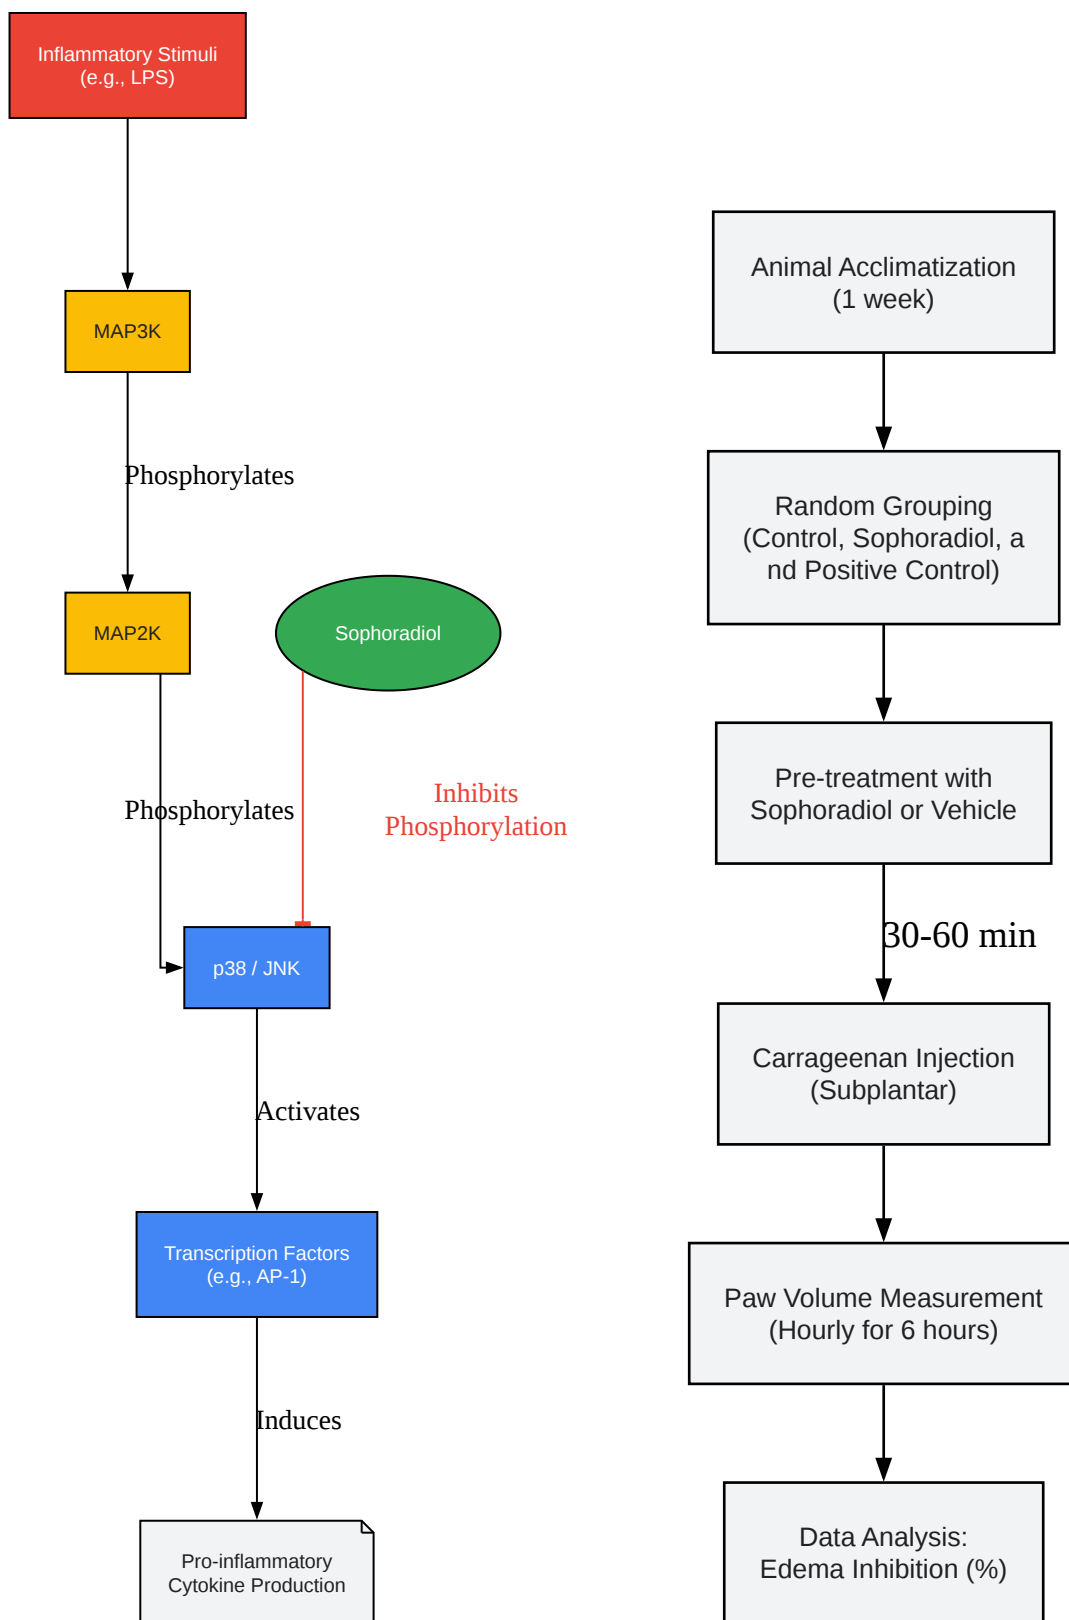 Inflammatory Stimuli
(e.g., LPS)
MAP3K
Phosphorylates
MAP2K
Sophoradiol
Phosphorylates
Inhibits
Phosphorylation
p38 / JNK
Activates
Transcription Factors
(e.g., AP-1)
Induces
Pro-inflammatory
Cytokine Production
Animal Acclimatization
(1 week)
Random Grouping
(Control, Sophoradiol, a
nd Positive Control)
Pre-treatment with
Sophoradiol or Vehicle
30-60 min
Carrageenan Injection
(Subplantar)
Paw Volume Measurement
(Hourly for 6 hours)
Data Analysis:
Edema Inhibition (%)